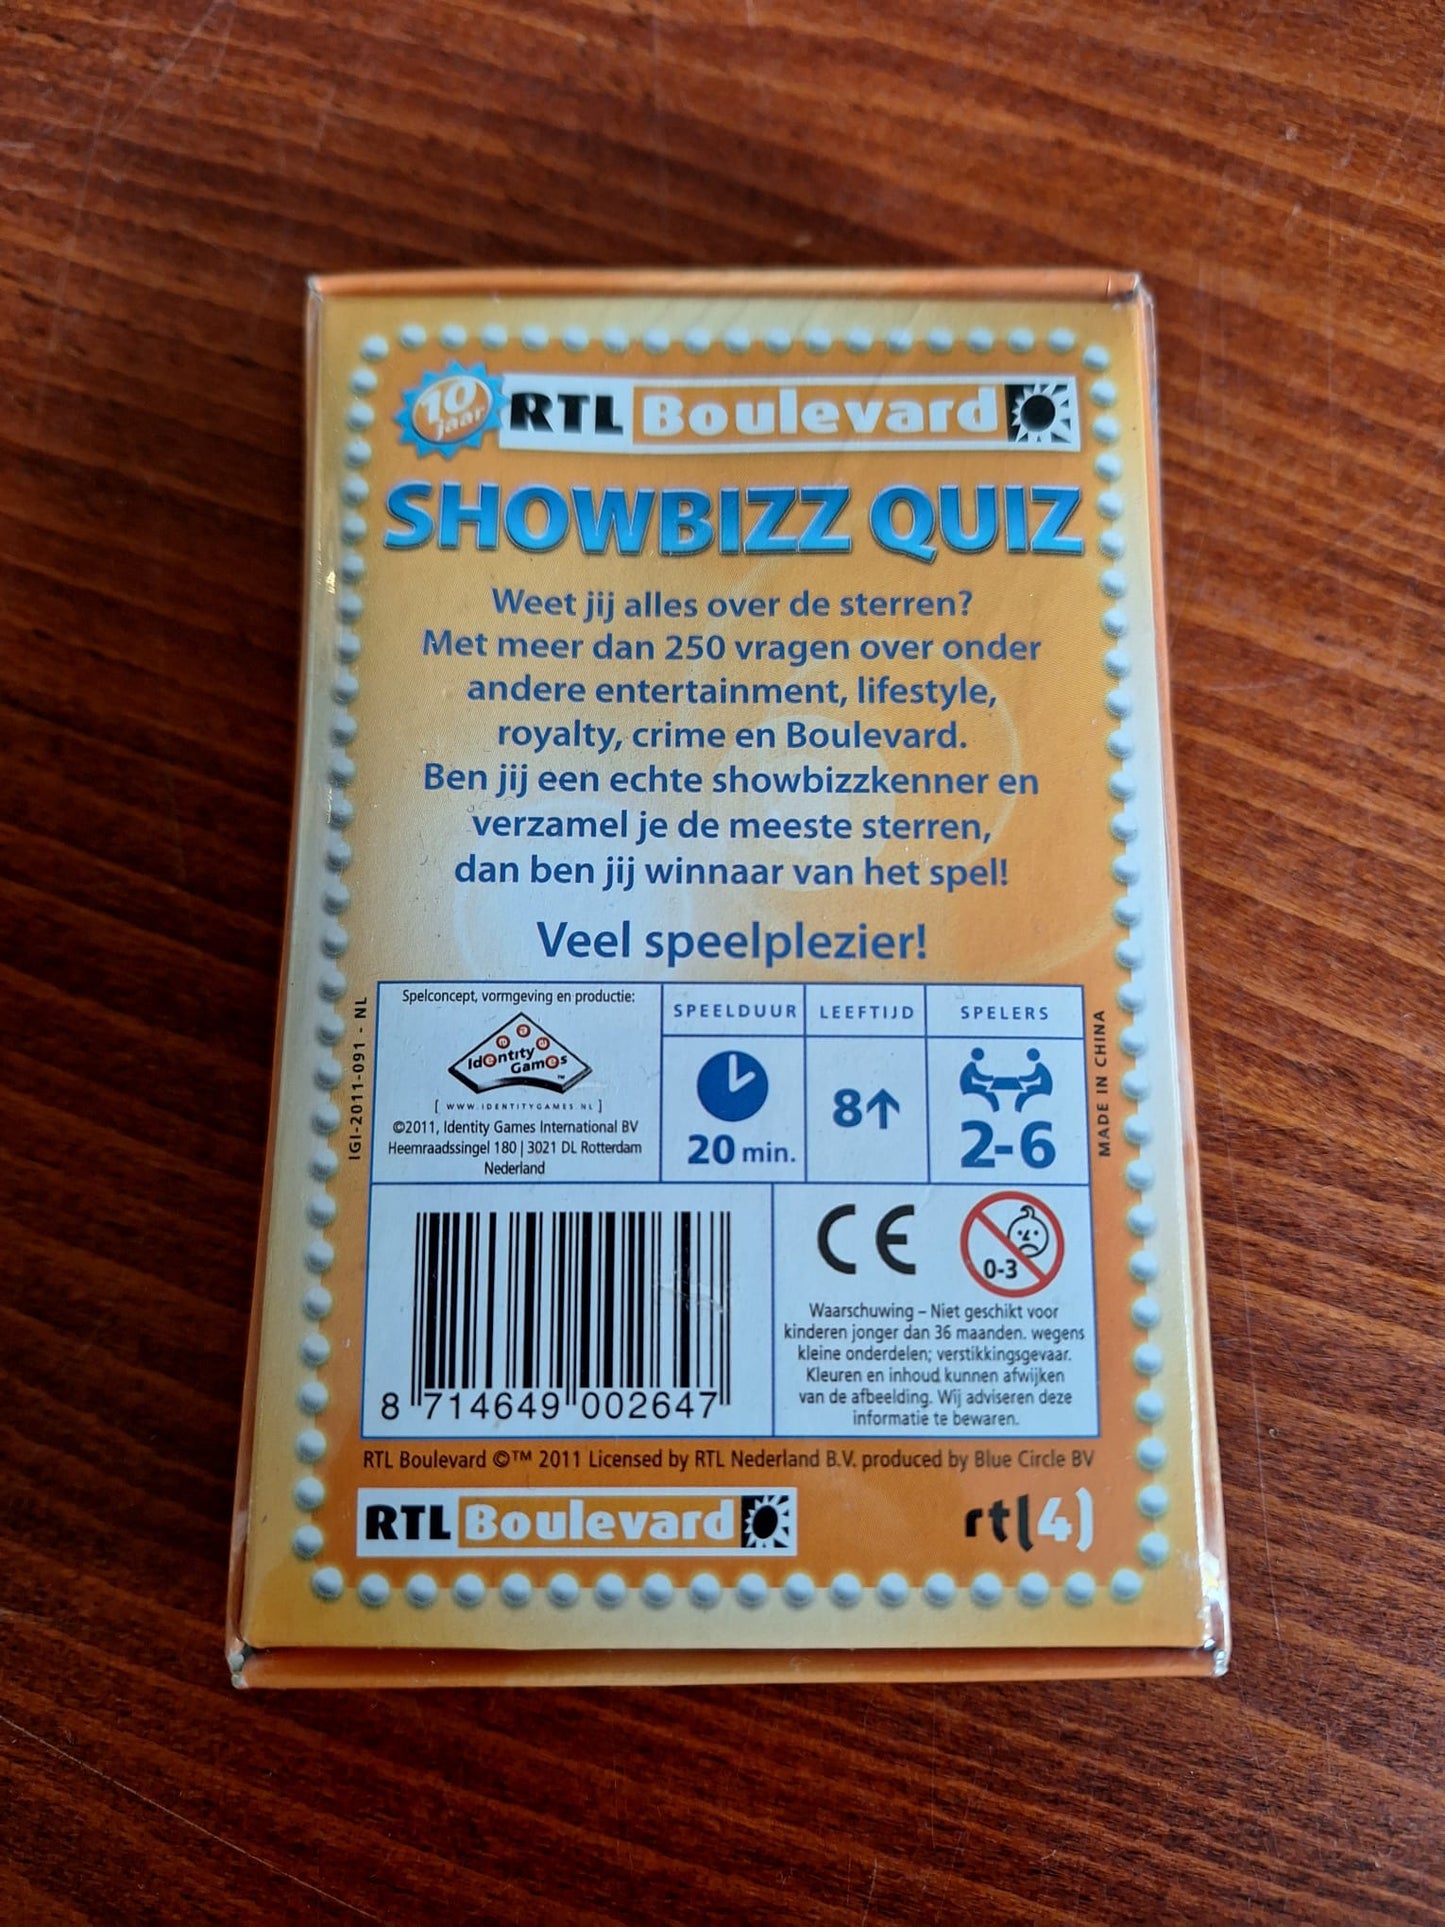 10 jaar RTL Boulevard
SHOWBIZZ QUIZ
Weet jij alles over de sterren?
Met meer dan 250 vragen over onder
andere entertainment, lifestyle,
royalty, crime en Boulevard.
Ben jij een echte showbizzkenner en
verzamel je de meeste sterren,
dan ben jij winnaar van het spel!
Veel speelplezier!
IGI-2011-091 - NL
Spelconcept, vormgeving en productie:
Identity
Games™
[ WWW.IDENTITYGAMES.NL ]
©2011, Identity Games International BV
Heemraadssingel 180 | 3021 DL Rotterdam
Nederland
SPEELDUUR
20 min.
LEEFTIJD
8↑
SPELERS
2-6
MADE IN CHINA
8 714649 002647
CE
0-3
Waarschuwing – Niet geschikt voor
kinderen jonger dan 36 maanden. wegens
kleine onderdelen; verstikkingsgevaar.
Kleuren en inhoud kunnen afwijken
van de afbeelding. Wij adviseren deze
informatie te bewaren.
RTL Boulevard ©™ 2011 Licensed by RTL Nederland B.V. produced by Blue Circle BV
RTL Boulevard
rtl(4)